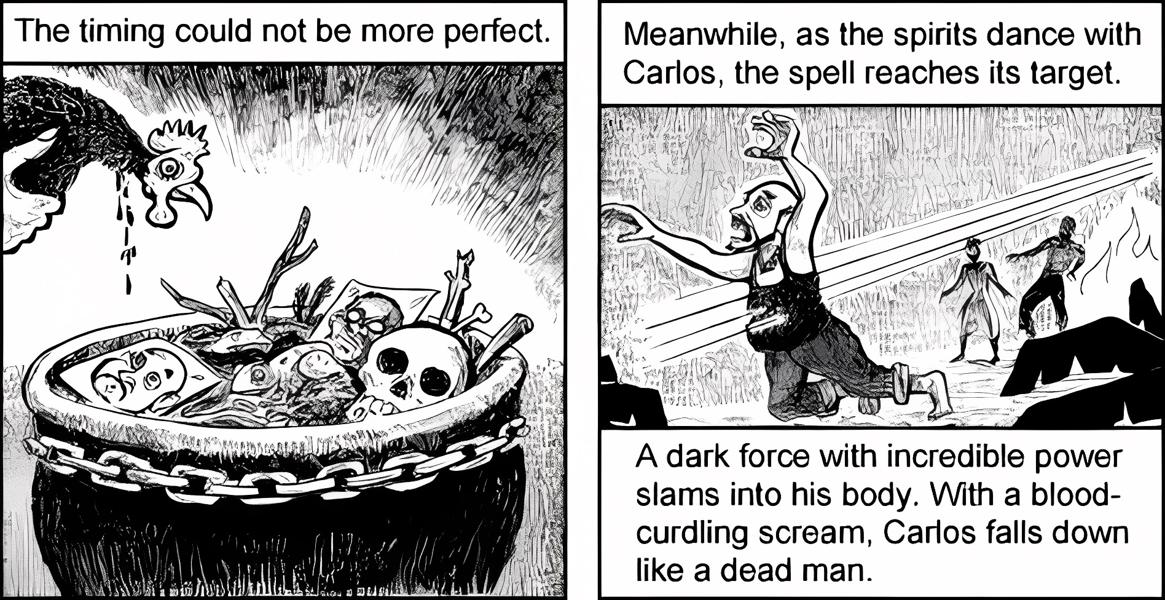 The timing could not be more perfect.
Meanwhile, as the spirits dance with
Carlos, the spell reaches its target.
A dark force with incredible power
slams into his body. With a blood-
curdling scream, Carlos falls down
like a dead man.